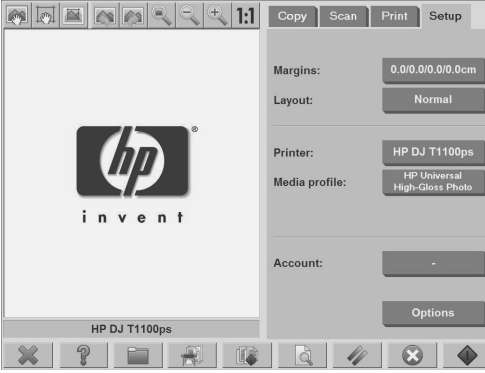 1:1
Copy Scan Print Setup
Margins: 0.0/0.0/0.0/0.0cm
Layout: Normal
Printer: HP DJ T1100ps
Media profile: HP Universal
High-Gloss Photo
hp
®
invent
Account: -
Options
HP DJ T1100ps
?